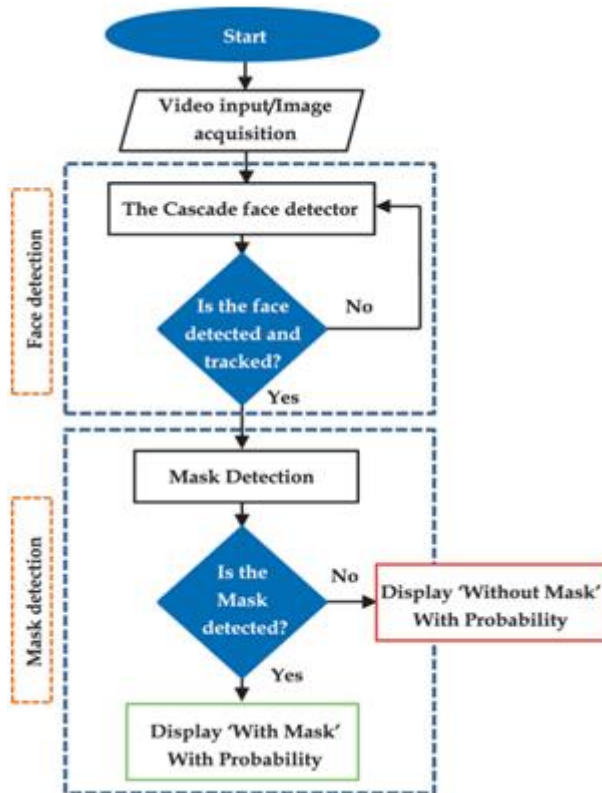 Start
Video input/Image
acquisition
Face detection
The Cascade face detector
Is the face
detected and
tracked?
No
Yes
Mask detection
Mask Detection
Is the
Mask
detected?
No
Display ‘Without Mask’
With Probability
Yes
Display ‘With Mask’
With Probability